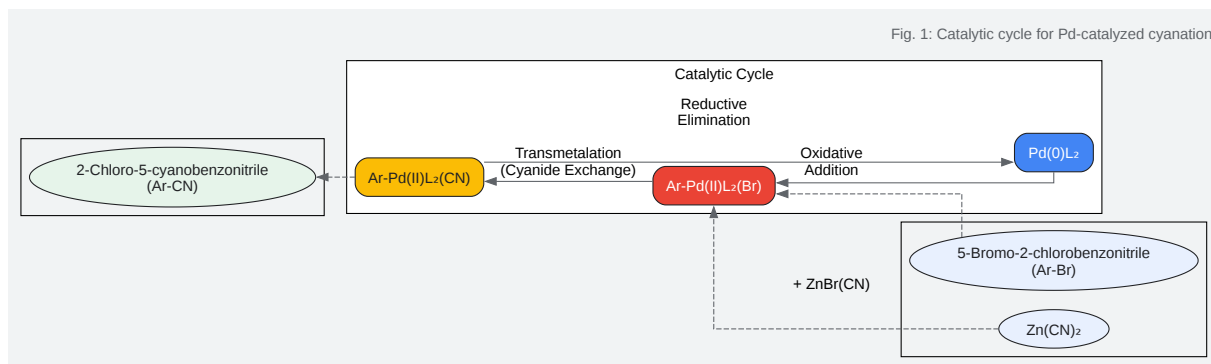 Fig. 1: Catalytic cycle for Pd-catalyzed cyanation
Catalytic Cycle
Reductive
Elimination
2-Chloro-5-cyanobenzonitrile
(Ar-CN)
Ar-Pd(II)L₂(CN)
Transmetalation
(Cyanide Exchange)
Ar-Pd(II)L₂(Br)
Oxidative
Addition
Pd(0)L₂
5-Bromo-2-chlorobenzonitrile
(Ar-Br)
+ ZnBr(CN)
Zn(CN)₂